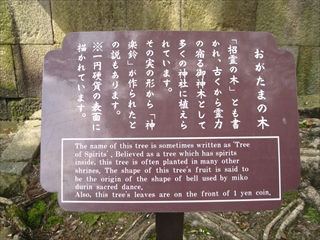 おがたまの木
「招霊の木」とも書
かれ、古くから霊力
の宿る御神木として
多くの神社に植えら
れています。
その実の形から「神
楽鈴」が作られたと
の説もあります。
※一円硬貨の表面に
描かれています。
The name of this tree is sometimes written as "Tree
of Spirits". Believed as a tree which has spirits
inside, this tree is often planted in many other
shrines. The shape of this tree's fruit is said to
be the origin of the shape of bell used by miko
durin sacred dance.
Also, this tree's leaves are on the front of 1 yen coin.